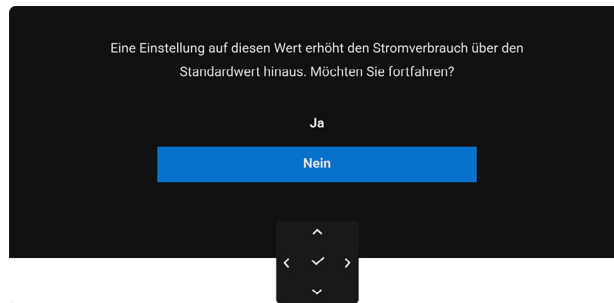 Eine Einstellung auf diesen Wert erhöht den Stromverbrauch über den
Standardwert hinaus. Möchten Sie fortfahren?
Ja
Nein